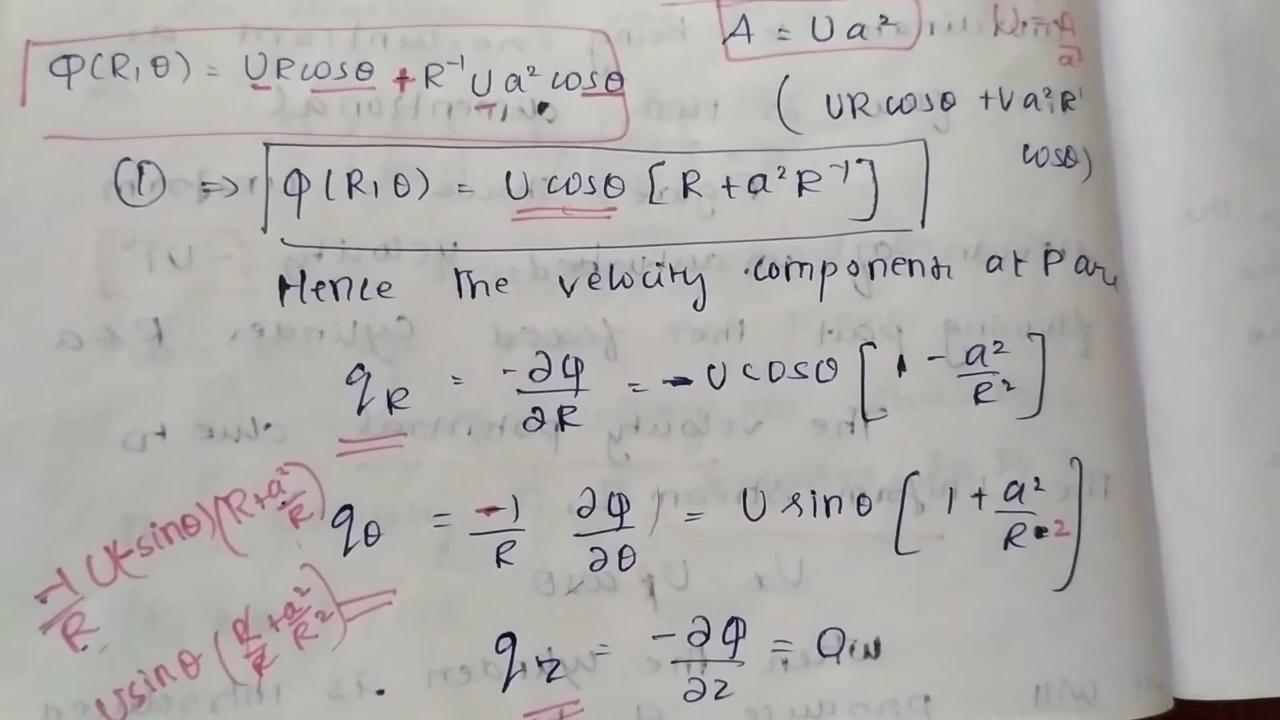 A = Ua²
φ(R,θ) = URcosθ + R⁻¹Ua²cosθ
(URcosθ + Ua²R⁻¹
cosθ)
① ⇒ φ(R,θ) = U cosθ [R + a²R⁻¹]
Hence the velocity components at P are
q_R = -∂φ/∂R = -U cosθ [1 - a²/R²]
q_θ = -1/R ∂φ/∂θ = U sinθ [1 + a²/R²]
-1/R U(-sinθ)(R + a²/R)
U sinθ (R/R + a²/R²)
q_z = -∂φ/∂z = 0